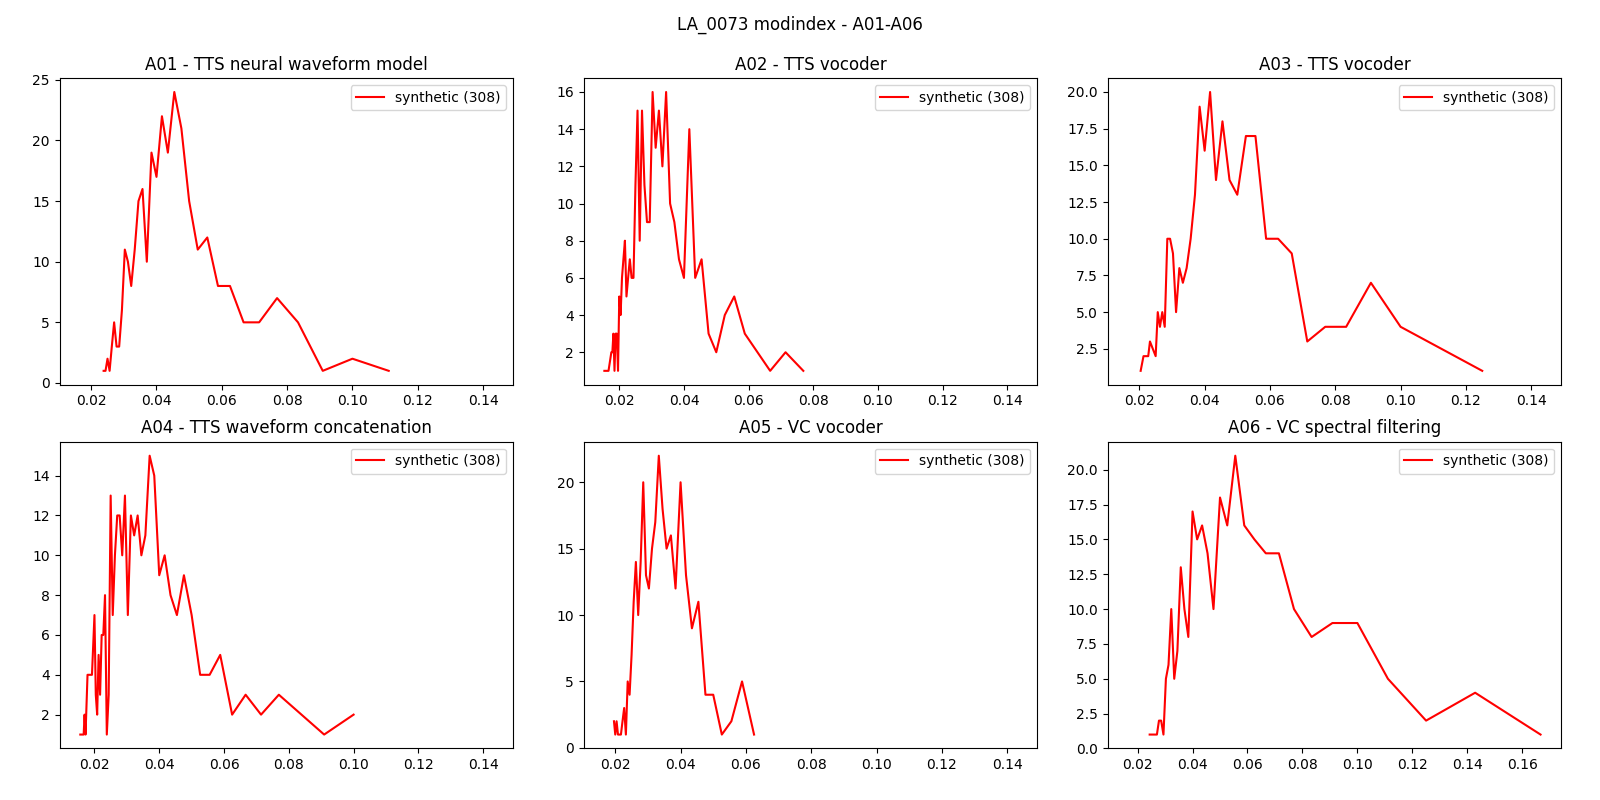 LA_0073 modindex - A01-A06
A01 - TTS neural waveform model
synthetic (308)
25
20
15
10
5
0
0.02 0.04 0.06 0.08 0.10 0.12 0.14
A02 - TTS vocoder
synthetic (308)
16
14
12
10
8
6
4
2
0.02 0.04 0.06 0.08 0.10 0.12 0.14
A03 - TTS vocoder
synthetic (308)
20.0
17.5
15.0
12.5
10.0
7.5
5.0
2.5
0.02 0.04 0.06 0.08 0.10 0.12 0.14
A04 - TTS waveform concatenation
synthetic (308)
14
12
10
8
6
4
2
0.02 0.04 0.06 0.08 0.10 0.12 0.14
A05 - VC vocoder
synthetic (308)
20
15
10
5
0
0.02 0.04 0.06 0.08 0.10 0.12 0.14
A06 - VC spectral filtering
synthetic (308)
20.0
17.5
15.0
12.5
10.0
7.5
5.0
2.5
0.0
0.02 0.04 0.06 0.08 0.10 0.12 0.14 0.16